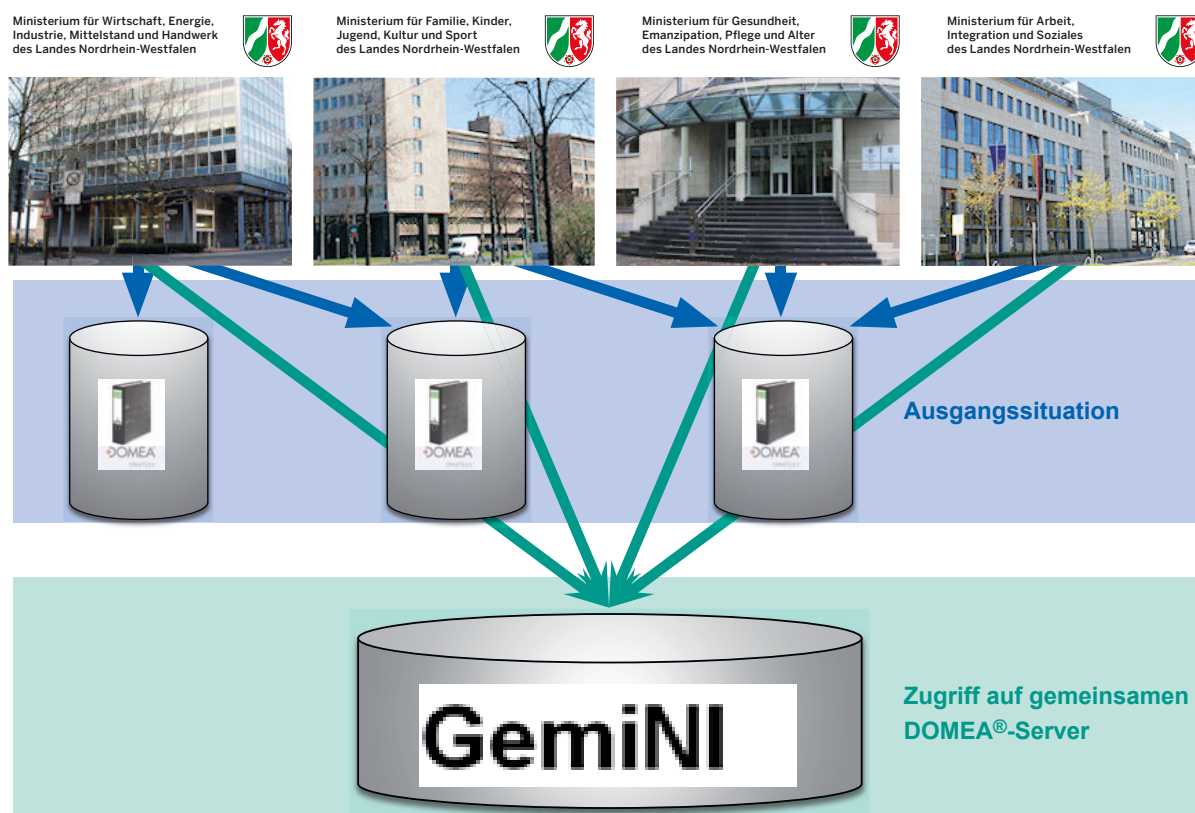 Ministerium für Wirtschaft, Energie,
Industrie, Mittelstand und Handwerk
des Landes Nordrhein-Westfalen
Ministerium für Familie, Kinder,
Jugend, Kultur und Sport
des Landes Nordrhein-Westfalen
Ministerium für Gesundheit,
Emanzipation, Pflege und Alter
des Landes Nordrhein-Westfalen
Ministerium für Arbeit,
Integration und Soziales
des Landes Nordrhein-Westfalen
DOMEA®
DOMEA®
DOMEA®
Ausgangssituation
GemiNI
Zugriff auf gemeinsamen
DOMEA®-Server